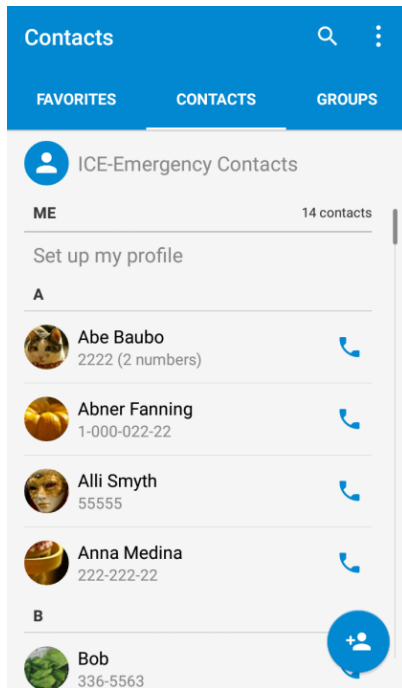 Contacts
FAVORITES CONTACTS GROUPS
ICE-Emergency Contacts
ME 14 contacts
Set up my profile
A
Abe Baubo
2222 (2 numbers)
Abner Fanning
1-000-022-22
Alli Smyth
55555
Anna Medina
222-222-22
B
Bob
336-5563